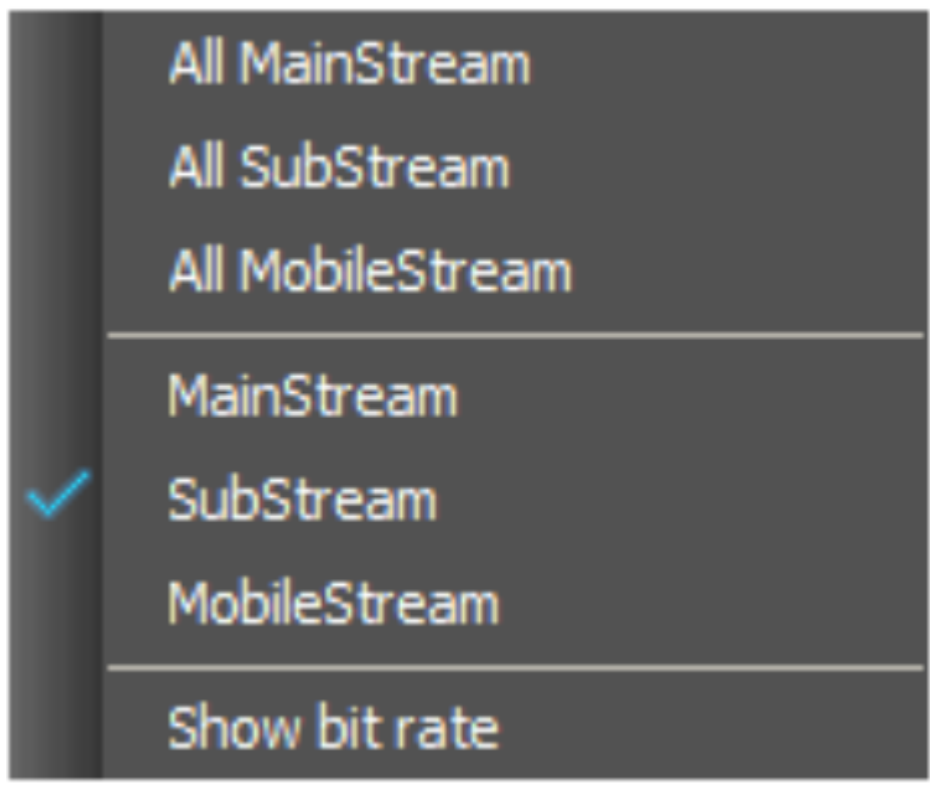 All MainStream
All SubStream
All MobileStream
MainStream
SubStream
MobileStream
Show bit rate